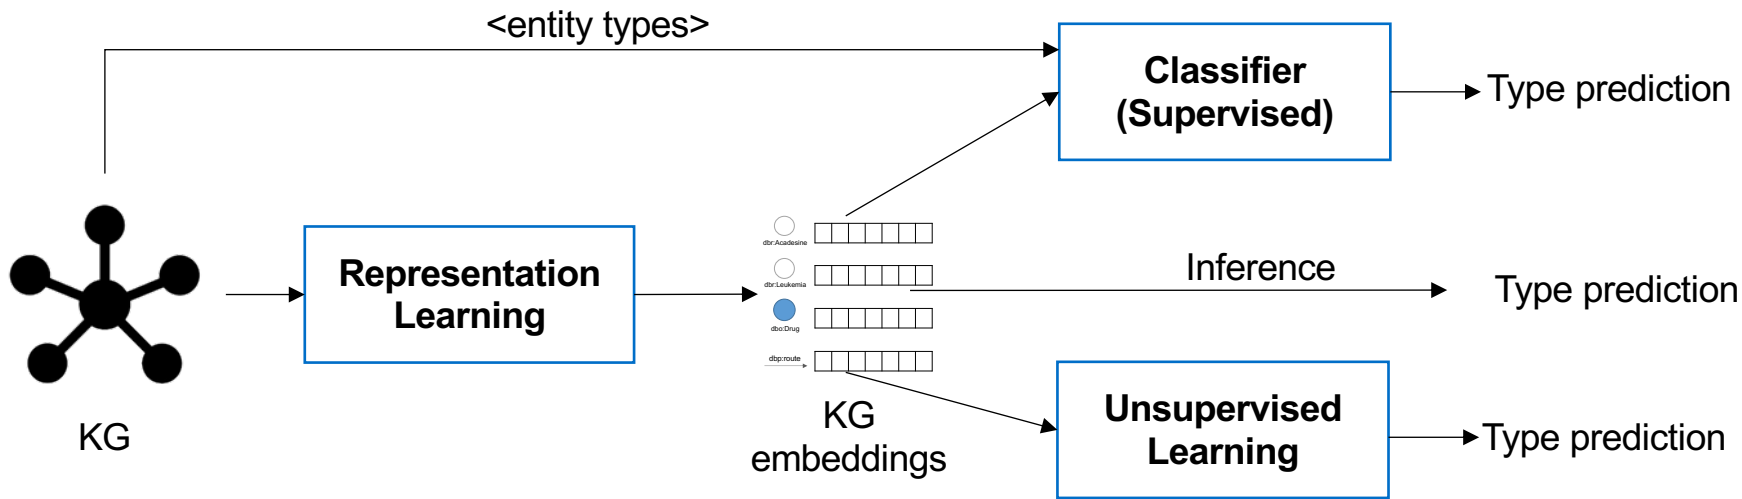 <entity types>
Classifier
(Supervised)
Type prediction
Representation
Learning
dbr:Acadesine
dbr:Leukemia
dbo:Drug
dbp:route
Inference
Type prediction
KG
KG
embeddings
Unsupervised
Learning
Type prediction